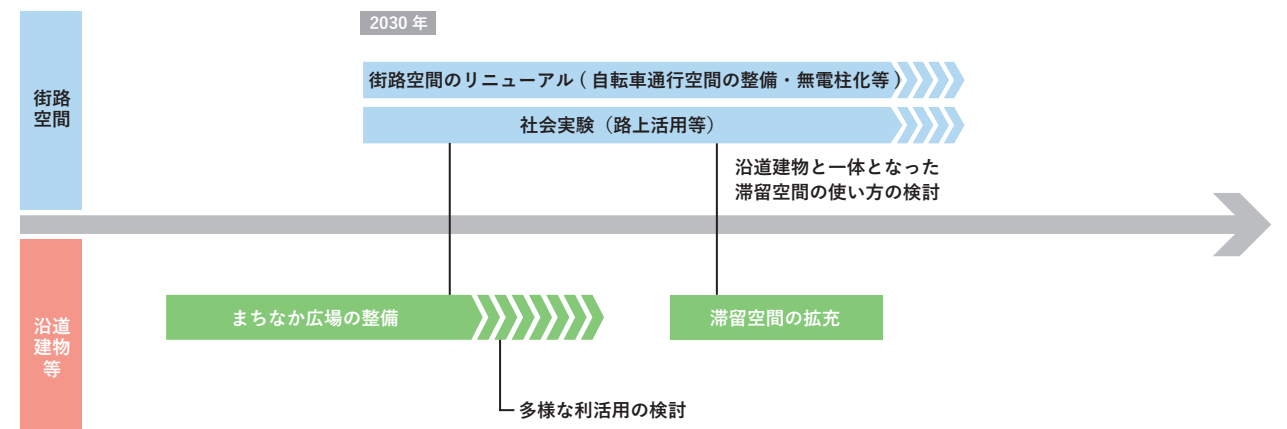 2030 年
街路
空間
街路空間のリニューアル ( 自転車通行空間の整備・無電柱化等 )
社会実験（路上活用等）
沿道建物と一体となった
滞留空間の使い方の検討
沿道
建物
等
まちなか広場の整備
滞留空間の拡充
多様な利活用の検討